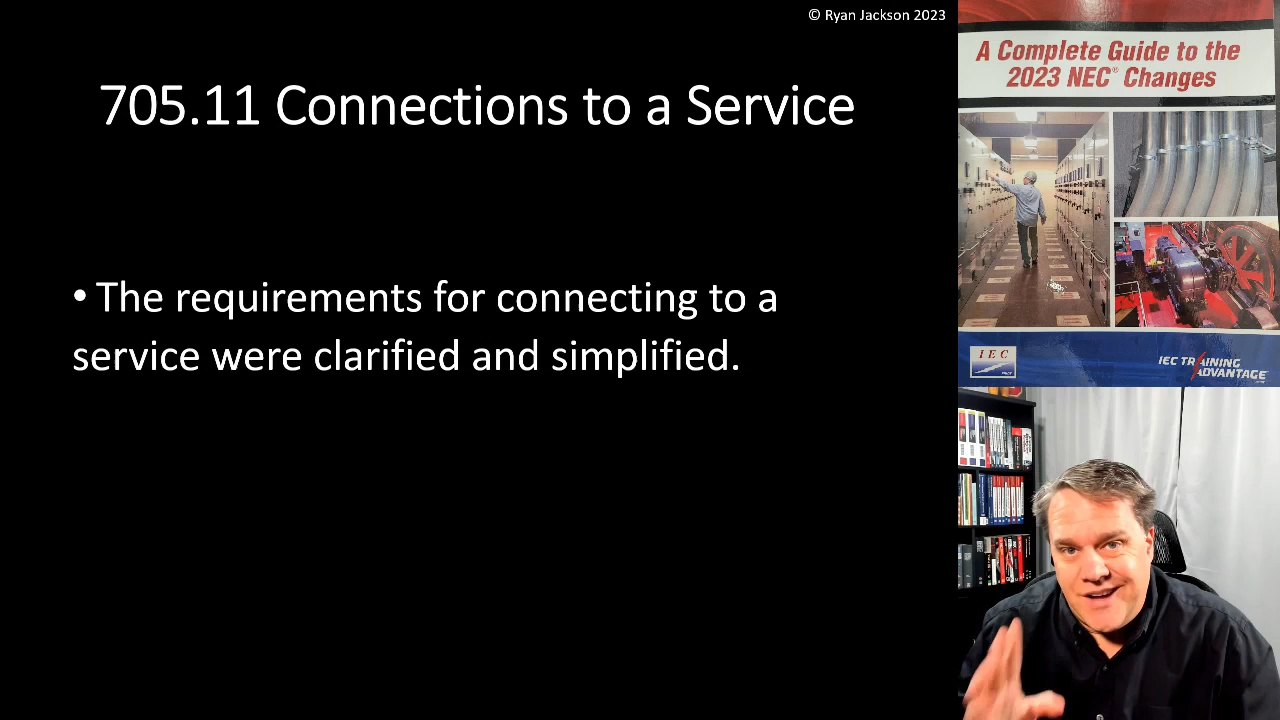 © Ryan Jackson 2023
705.11 Connections to a Service
• The requirements for connecting to a
service were clarified and simplified.
A Complete Guide to the
2023 NEC® Changes
IEC
IEC TRAINING
ADVANTAGE